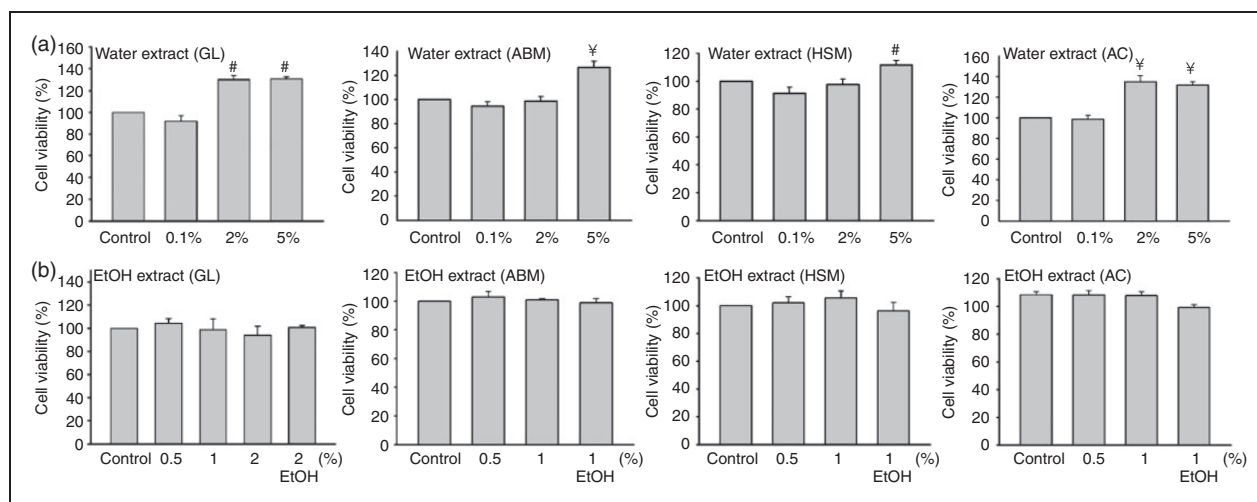 (a)
Water extract (GL)
Cell viability (%)
160
140
120
100
80
60
40
20
0
# #
Control 0.1% 2% 5%
Water extract (ABM)
Cell viability (%)
140
120
100
80
60
40
20
0
¥
Control 0.1% 2% 5%
Water extract (HSM)
Cell viability (%)
120
100
80
60
40
20
0
#
Control 0.1% 2% 5%
Water extract (AC)
Cell viability (%)
160
140
120
100
80
60
40
20
0
¥ ¥
Control 0.1% 2% 5%
(b)
EtOH extract (GL)
Cell viability (%)
140
120
100
80
60
40
20
0
Control 0.5 1 2 2 (%)
EtOH
EtOH extract (ABM)
Cell viability (%)
120
100
80
60
40
20
0
Control 0.5 1 1 (%)
EtOH
EtOH extract (HSM)
Cell viability (%)
120
100
80
60
40
20
0
Control 0.5 1 1 (%)
EtOH
EtOH extract (AC)
Cell viability (%)
120
100
80
60
40
20
0
Control 0.5 1 1 (%)
EtOH